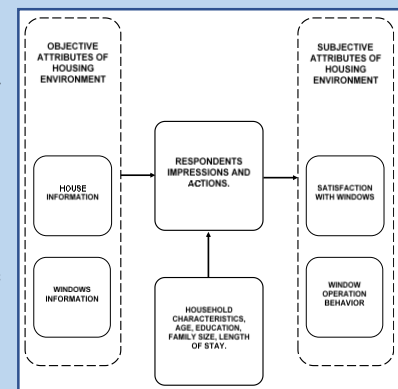 OBJECTIVE
ATTRIBUTES OF
HOUSING
ENVIRONMENT
HOUSE
INFORMATION
WINDOWS
INFORMATION
RESPONDENTS
IMPRESSIONS AND
ACTIONS.
HOUSEHOLD
CHARACTERISTICS,
AGE, EDUCATION,
FAMILY SIZE, LENGTH
OF STAY.
SUBJECTIVE
ATTRIBUTES OF
HOUSING
ENVIRONMENT
SATISFACTION
WITH WINDOWS
WINDOW
OPERATION
BEHAVIOR